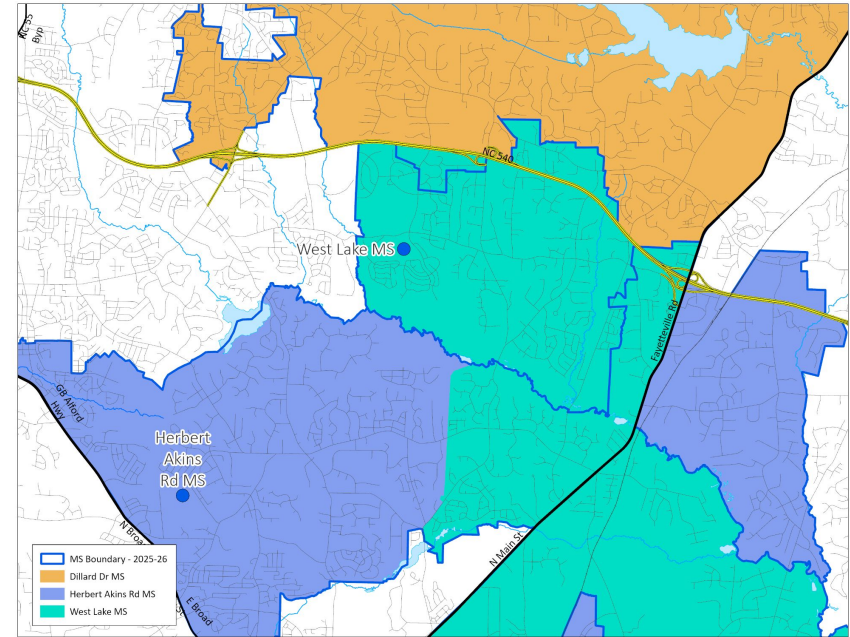 NC 55
Byp
NC 540
West Lake MS
Fayetteville Rd
GB Alford
Hwy
Herbert
Akins
Rd MS
N Broad
St
E Broad
N Main St
MS Boundary - 2025-26
Dillard Dr MS
Herbert Akins Rd MS
West Lake MS